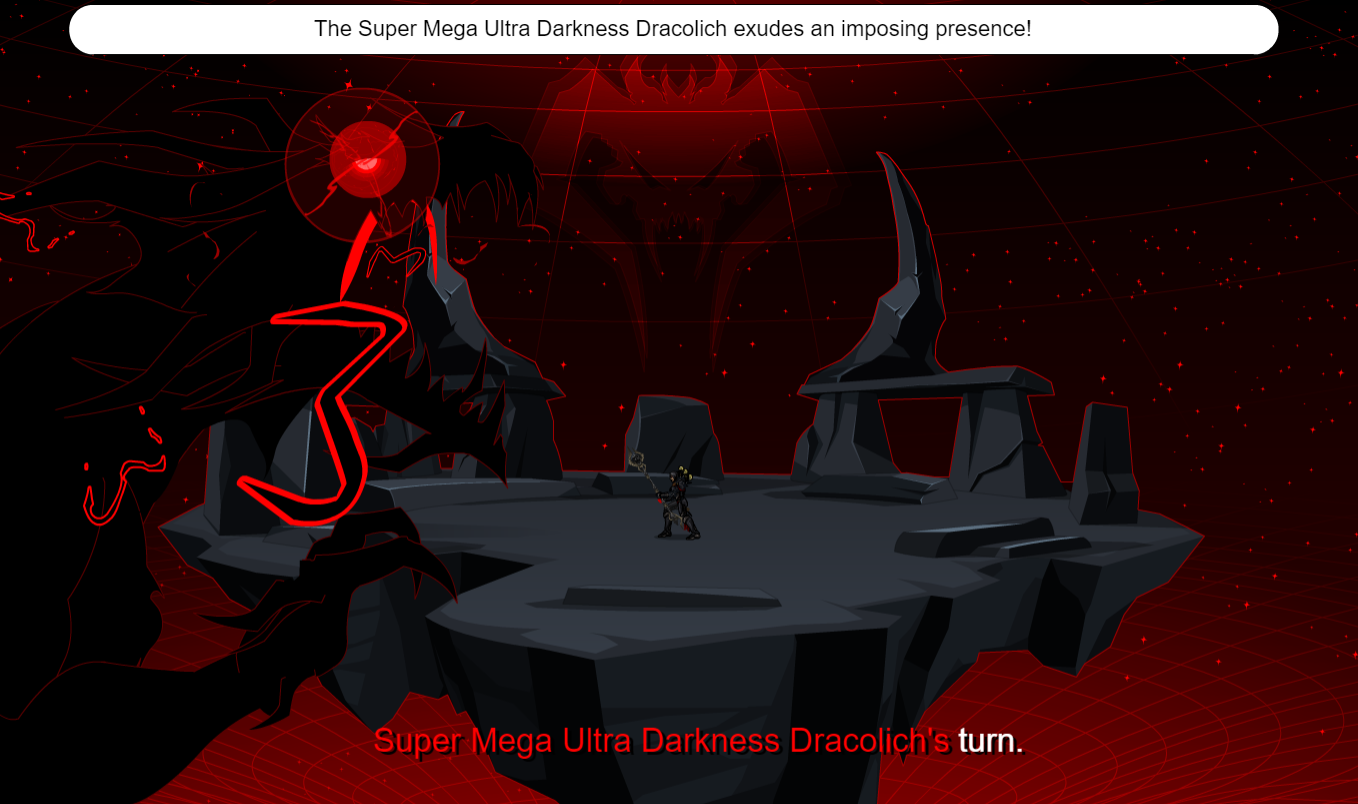 The Super Mega Ultra Darkness Dracolich exudes an imposing presence!
Super Mega Ultra Darkness Dracolich's turn.